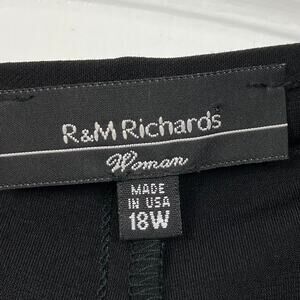 R&M Richards
Woman
MADE
IN USA
18W